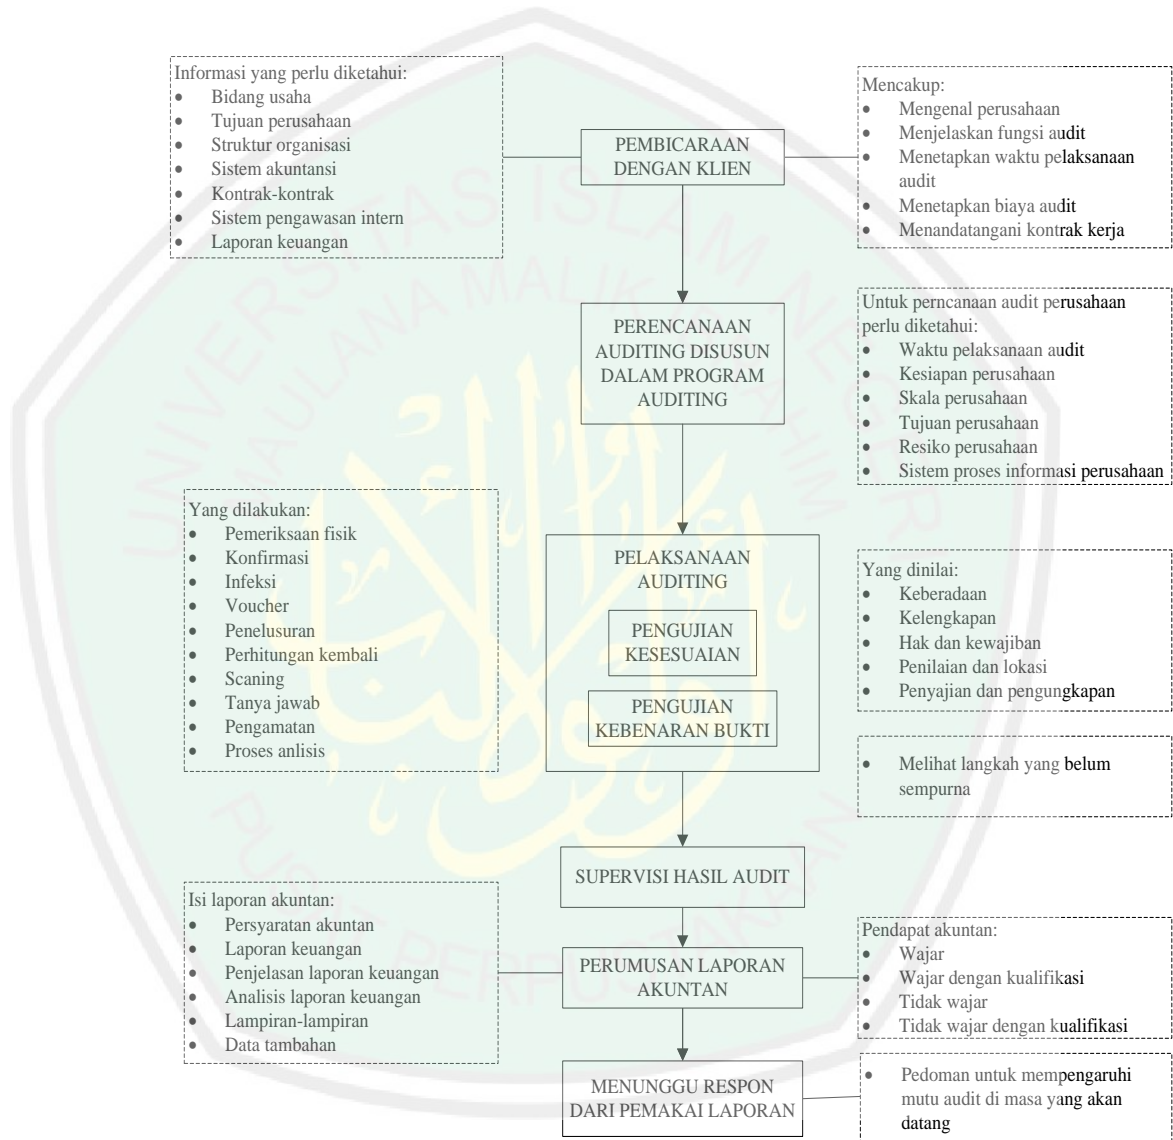 Informasi yang perlu diketahui:
• Bidang usaha
• Tujuan perusahaan
• Struktur organisasi
• Sistem akuntansi
• Kontrak-kontrak
• Sistem pengawasan intern
• Laporan keuangan
PEMBICARAAN
DENGAN KLIEN
Mencakup:
• Mengenal perusahaan
• Menjelaskan fungsi audit
• Menetapkan waktu pelaksanaan
audit
• Menetapkan biaya audit
• Menandatangani kontrak kerja
PERENCANAAN
AUDITING DISUSUN
DALAM PROGRAM
AUDITING
Untuk perncanaan audit perusahaan
perlu diketahui:
• Waktu pelaksanaan audit
• Kesiapan perusahaan
• Skala perusahaan
• Tujuan perusahaan
• Resiko perusahaan
• Sistem proses informasi perusahaan
Yang dilakukan:
• Pemeriksaan fisik
• Konfirmasi
• Infeksi
• Voucher
• Penelusuran
• Perhitungan kembali
• Scaning
• Tanya jawab
• Pengamatan
• Proses anlisis
PELAKSANAAN
AUDITING
PENGUJIAN
KESESUAIAN
PENGUJIAN
KEBENARAN BUKTI
Yang dinilai:
• Keberadaan
• Kelengkapan
• Hak dan kewajiban
• Penilaian dan lokasi
• Penyajian dan pengungkapan
• Melihat langkah yang belum
sempurna
SUPERVISI HASIL AUDIT
Isi laporan akuntan:
• Persyaratan akuntan
• Laporan keuangan
• Penjelasan laporan keuangan
• Analisis laporan keuangan
• Lampiran-lampiran
• Data tambahan
PERUMUSAN LAPORAN
AKUNTAN
Pendapat akuntan:
• Wajar
• Wajar dengan kualifikasi
• Tidak wajar
• Tidak wajar dengan kualifikasi
MENUNGGU RESPON
DARI PEMAKAI LAPORAN
• Pedoman untuk mempengaruhi
mutu audit di masa yang akan
datang
UNIVERSITAS ISLAM NEGERI
MAULANA MALIK IBRAHIM
PUSAT PERPUSTAKAAN